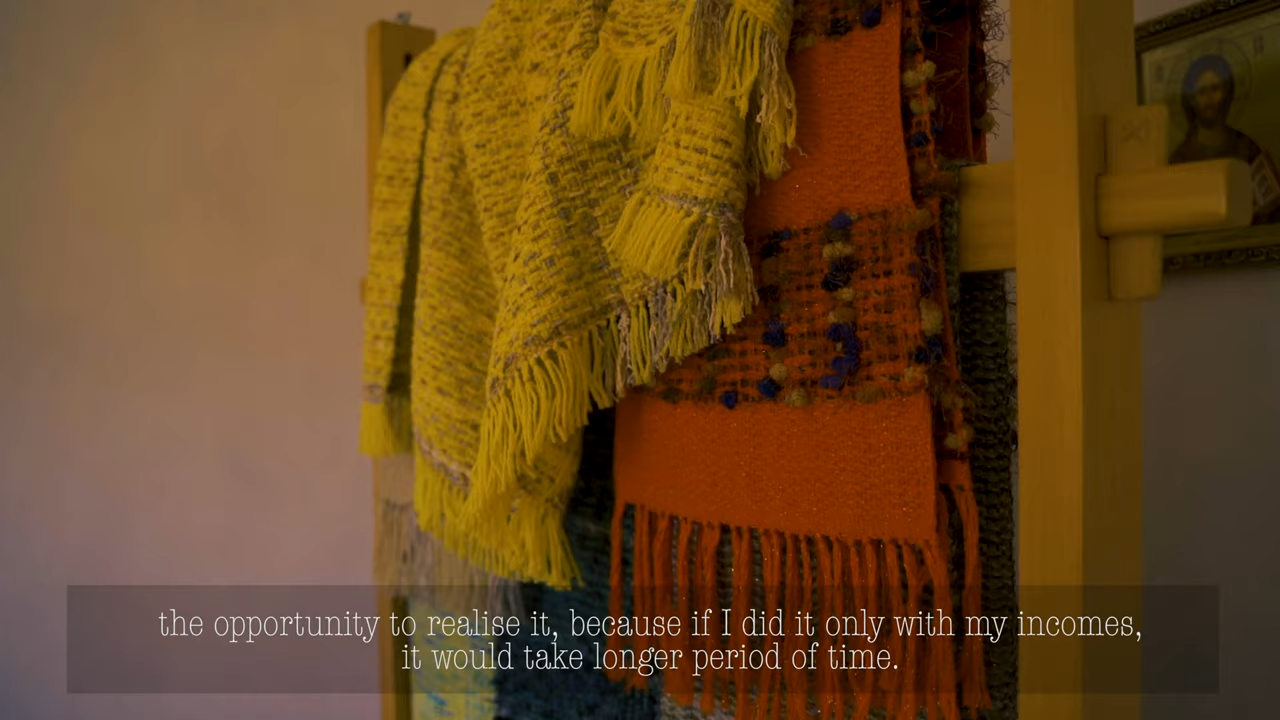 the opportunity to realise it, because if I did it only with my incomes,
it would take longer period of time.